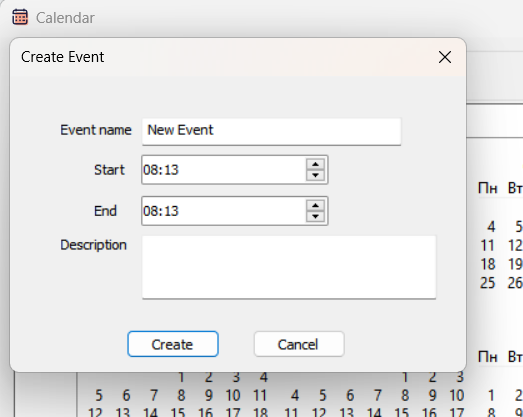 Calendar
Create Event
Event name New Event
Start 08:13
End 08:13
Description
Create Cancel
Пн Вт
4 5
11 12
18 19
25 26
Пн Вт
1 2 3 4 1 2 3
5 6 7 8 9 10 11 4 5 6 7 8 9 10 1 2
12 13 14 15 16 17 18 11 12 13 14 15 16 17 8 9